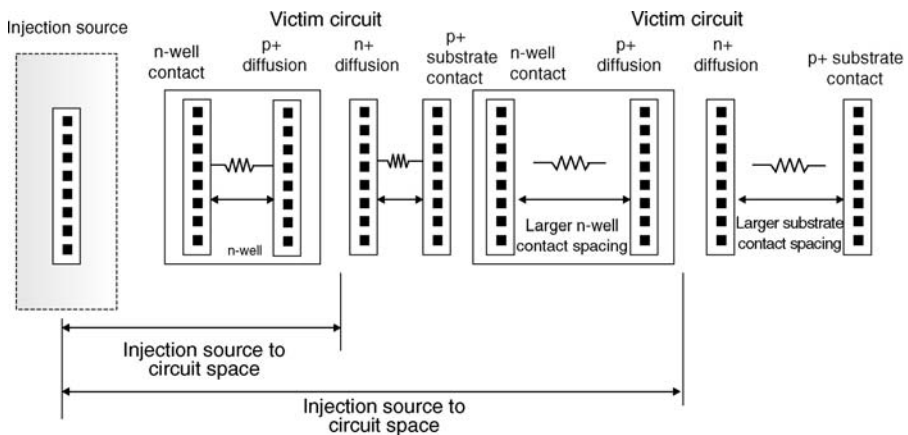 Victim circuit
Victim circuit
Injection source
n-well
contact
p+
diffusion
n+
diffusion
p+
substrate
contact
n-well
contact
p+
diffusion
n+
diffusion
p+ substrate
contact
n-well
Larger n-well
contact spacing
Larger substrate
contact spacing
Injection source to
circuit space
Injection source to
circuit space